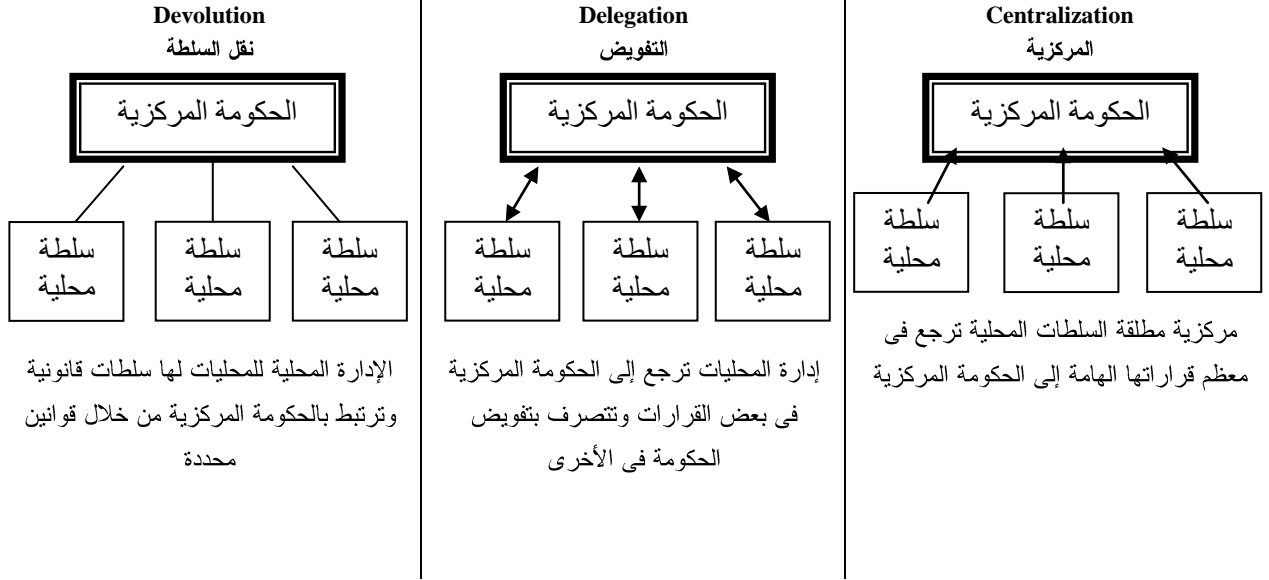 Centralization
المركزية
الحكومة المركزية
سلطة
محلية
سلطة
محلية
سلطة
محلية
مركزية مطلقة السلطات المحلية ترجع فى
معظم قراراتها الهامة إلى الحكومة المركزية
Delegation
التفويض
الحكومة المركزية
سلطة
محلية
سلطة
محلية
سلطة
محلية
إدارة المحليات ترجع إلى الحكومة المركزية
فى بعض القرارات وتتصرف بتفويض
الحكومة فى الأخرى
Devolution
نقل السلطة
الحكومة المركزية
سلطة
محلية
سلطة
محلية
سلطة
محلية
الإدارة المحلية للمحليات لها سلطات قانونية
وترتبط بالحكومة المركزية من خلال قوانين
محددة